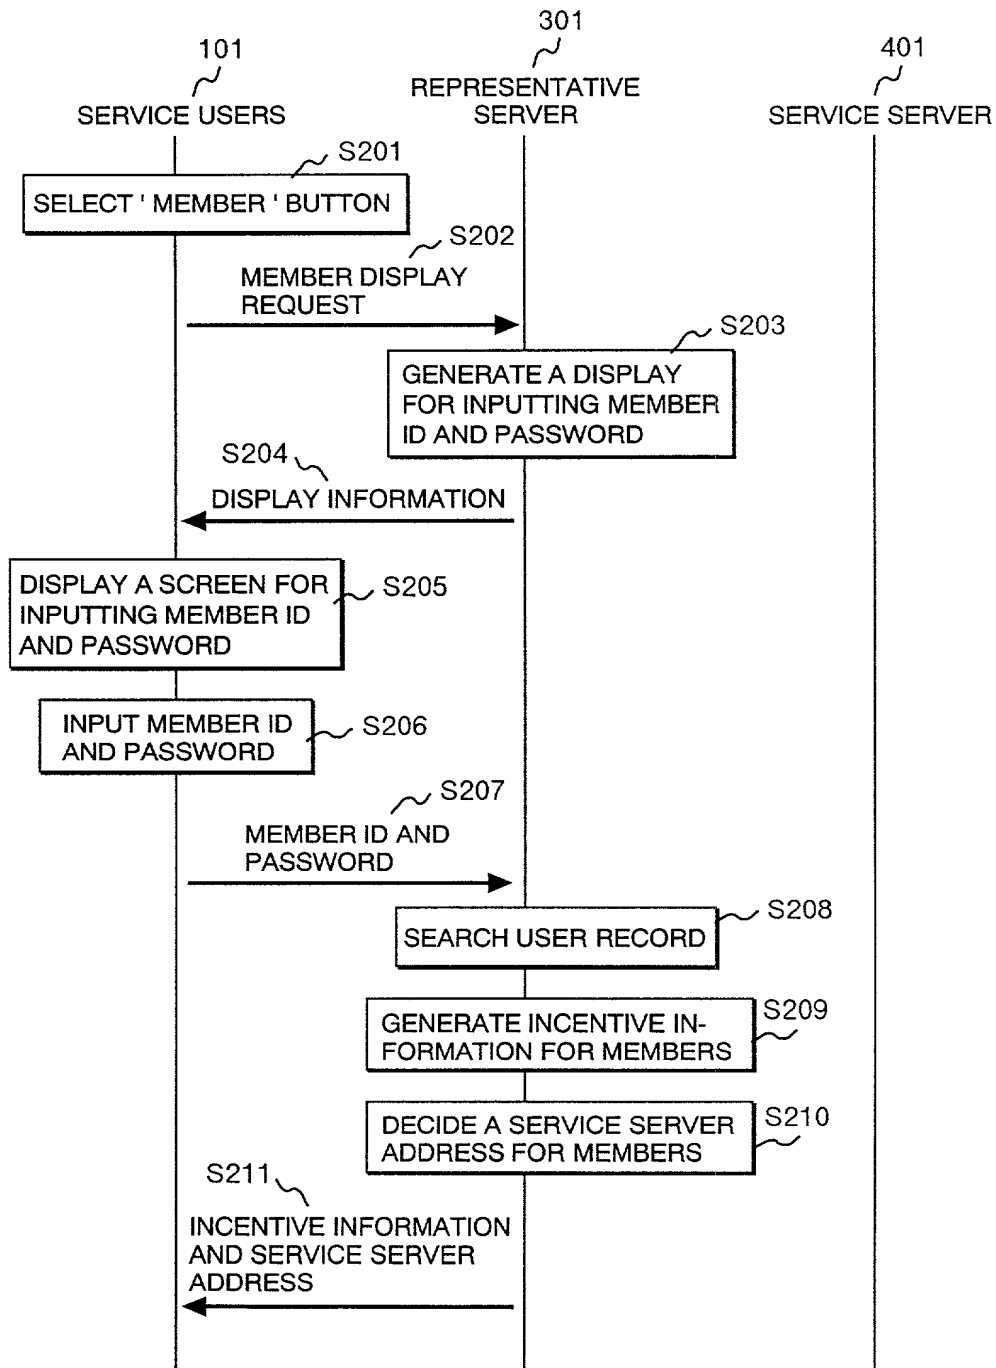 101
SERVICE USERS
301
REPRESENTATIVE
SERVER
401
SERVICE SERVER
S201
SELECT ' MEMBER ' BUTTON
S202
MEMBER DISPLAY
REQUEST
S203
GENERATE A DISPLAY
FOR INPUTTING MEMBER
ID AND PASSWORD
S204
DISPLAY INFORMATION
DISPLAY A SCREEN FOR
INPUTTING MEMBER ID
AND PASSWORD
S205
INPUT MEMBER ID
AND PASSWORD
S206
S207
MEMBER ID AND
PASSWORD
S208
SEARCH USER RECORD
S209
GENERATE INCENTIVE IN-
FORMATION FOR MEMBERS
S210
DECIDE A SERVICE SERVER
ADDRESS FOR MEMBERS
S211
INCENTIVE INFORMATION
AND SERVICE SERVER
ADDRESS